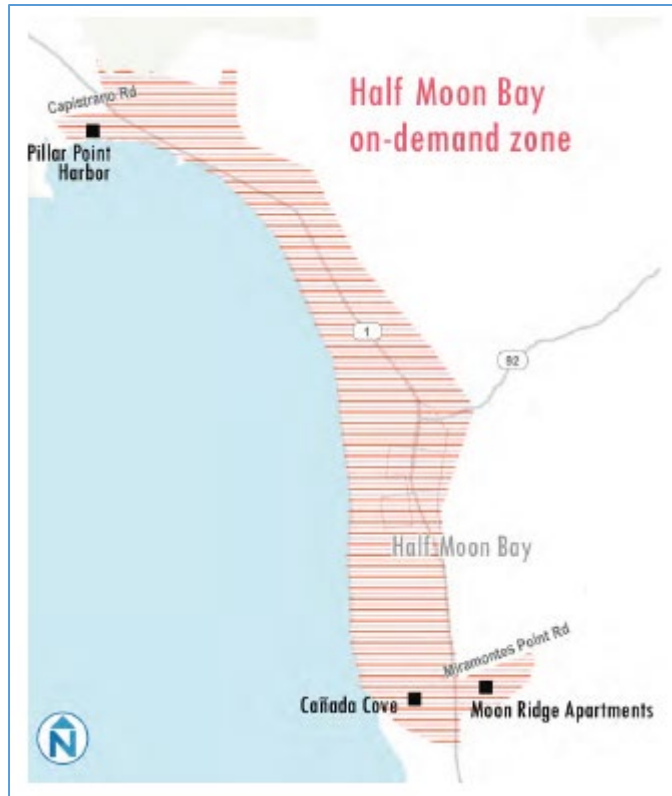 Half Moon Bay
on-demand zone
Capistrano Rd
Pillar Point
Harbor
1
92
Half Moon Bay
Miramontes Point Rd
Cañada Cove
Moon Ridge Apartments
N